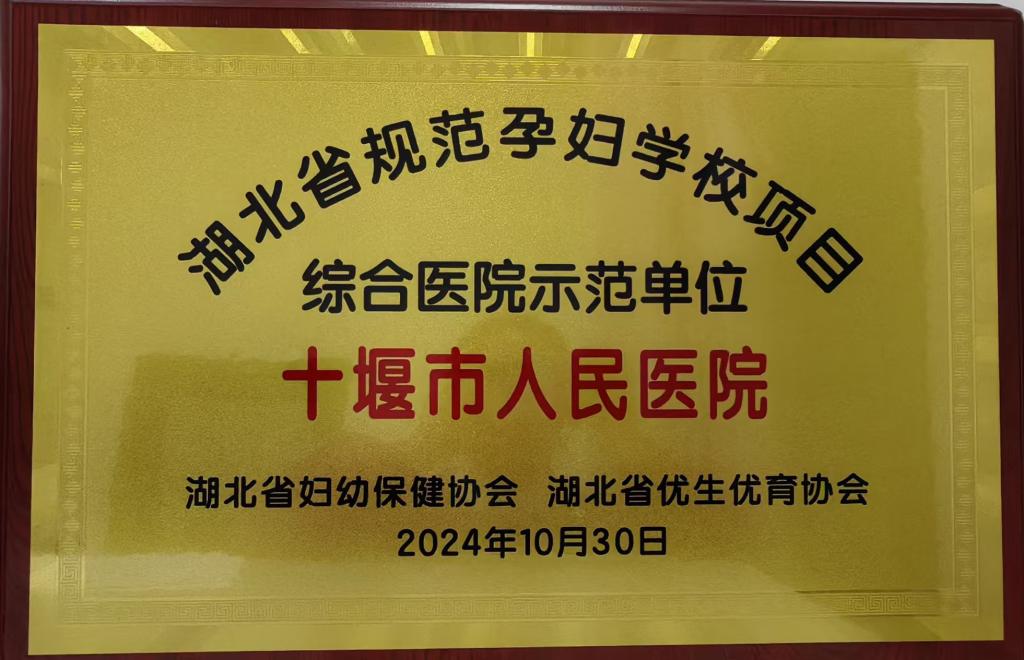 湖北省规范孕妇学校项目
综合医院示范单位
十堰市人民医院
湖北省妇幼保健协会 湖北省优生优育协会
2024年10月30日